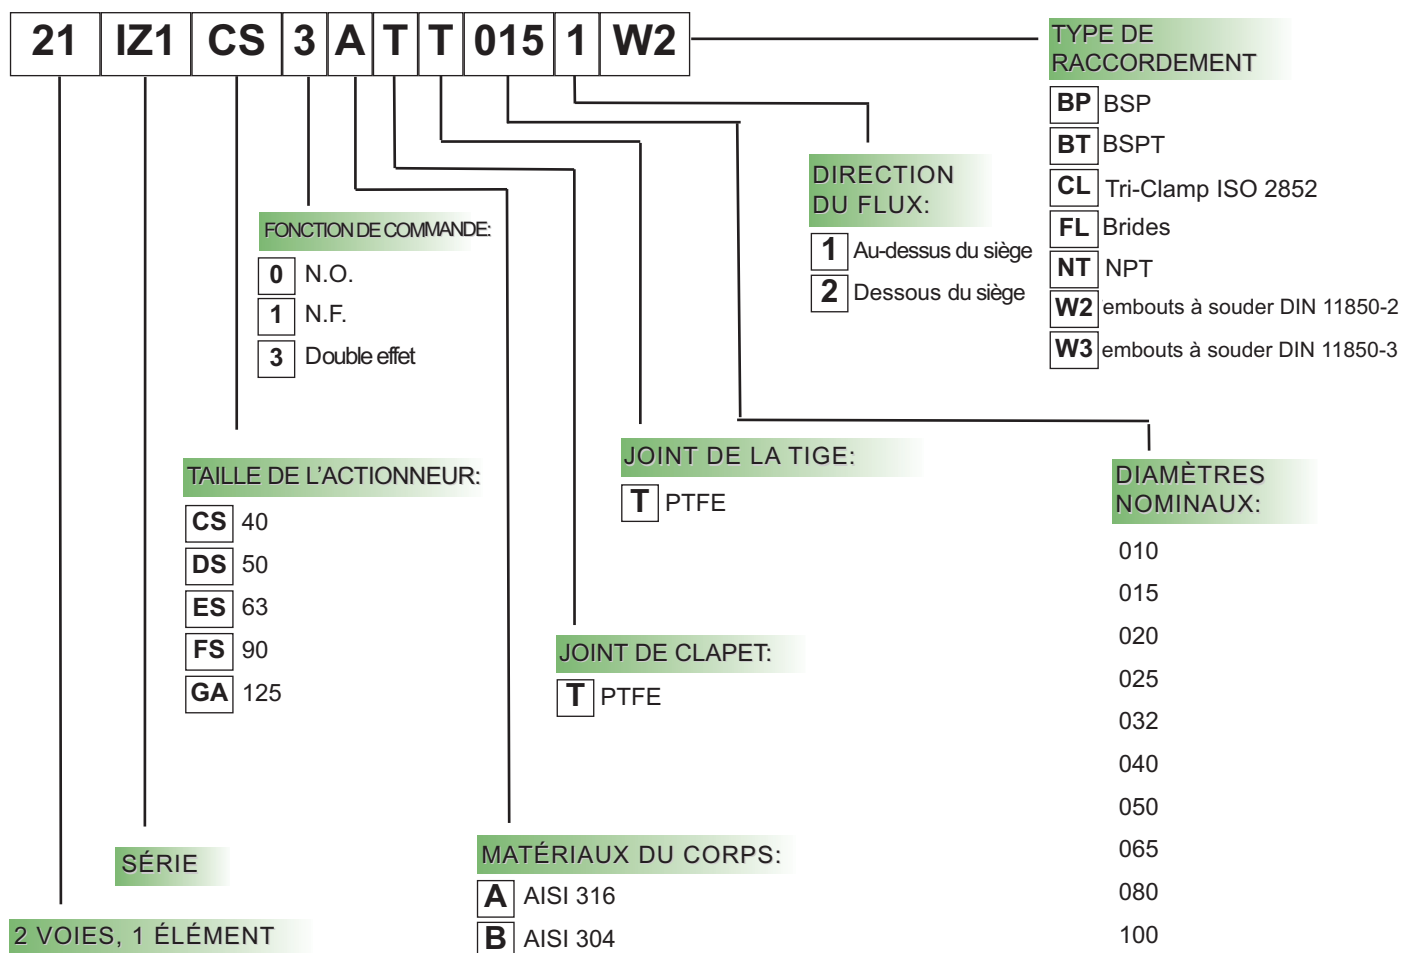 21 IZ1 CS 3 A T T 015 1 W2
TYPE DE
RACCORDEMENT
BP BSP
BT BSPT
CL Tri-Clamp ISO 2852
FL Brides
NT NPT
W2 embouts à souder DIN 11850-2
W3 embouts à souder DIN 11850-3
DIRECTION
DU FLUX:
1 Au-dessus du siège
2 Dessous du siège
FONCTION DE COMMANDE:
0 N.O.
1 N.F.
3 Double effet
TAILLE DE L'ACTIONNEUR:
CS 40
DS 50
ES 63
FS 90
GA 125
JOINT DE LA TIGE:
T PTFE
DIAMÈTRES
NOMINAUX:
010
015
020
025
032
040
050
065
080
100
JOINT DE CLAPET:
T PTFE
SÉRIE
MATÉRIAUX DU CORPS:
A AISI 316
B AISI 304
2 VOIES, 1 ÉLÉMENT